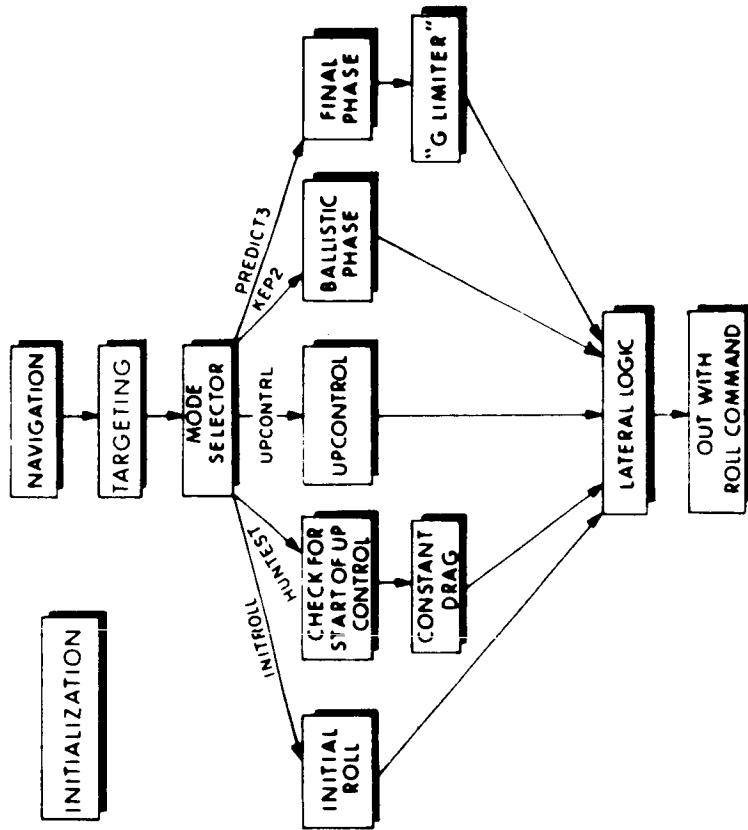 INITIALIZATION
NAVIGATION
TARGETING
MODE
SELECTOR
INITROLL
HUNTEST
UPCONTRL
KEP2
PREDICT3
INITIAL
ROLL
CHECK FOR
START OF UP
CONTROL
UPCONTROL
BALLISTIC
PHASE
FINAL
PHASE
CONSTANT
DRAG
"G LIMITER"
LATERAL LOGIC
OUT WITH
ROLL COMMAND